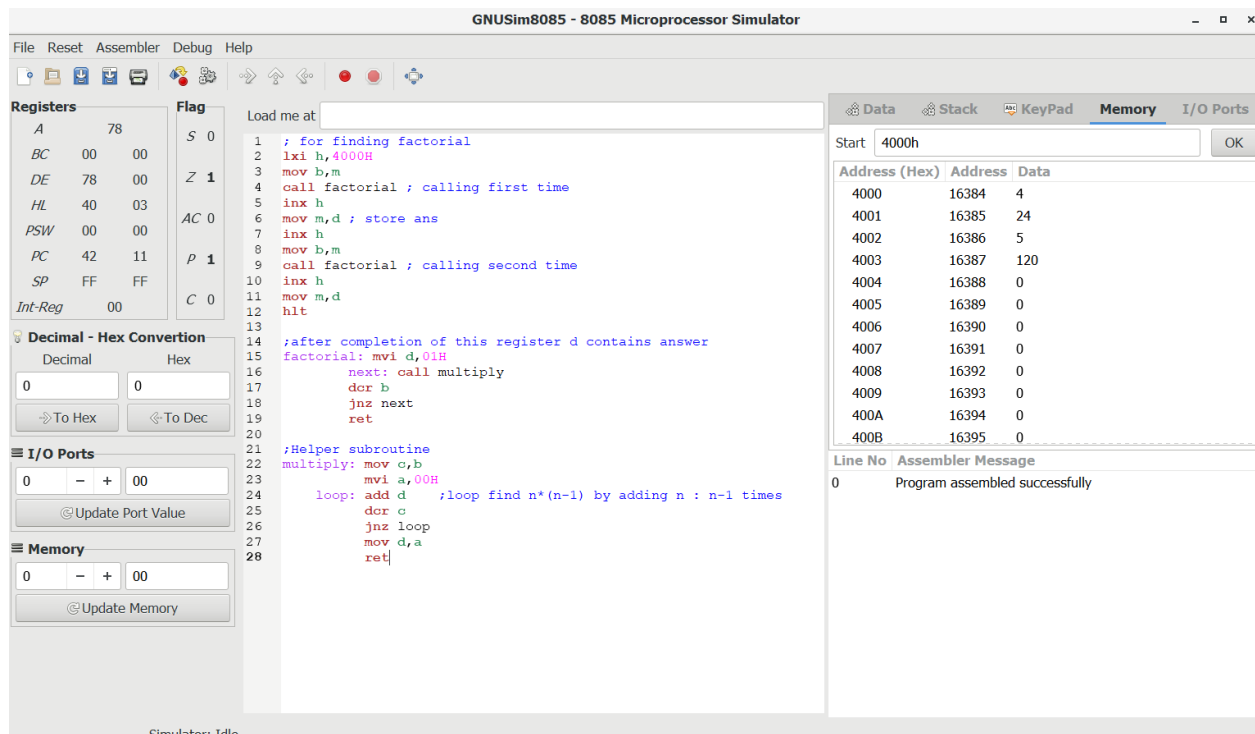 GNUSim8085 - 8085 Microprocessor Simulator
File Reset Assembler Debug Help
Registers
A 78
BC 00 00
DE 78 00
HL 40 03
PSW 00 00
PC 42 11
SP FF FF
Int-Reg 00
Flag
S 0
Z 1
AC 0
P 1
C 0
Decimal - Hex Convertion
Decimal Hex
0 0
To Hex To Dec
I/O Ports
0 − + 00
Update Port Value
Memory
0 − + 00
Update Memory
Load me at
1 ; for finding factorial
2 lxi h,4000H
3 mov b,m
4 call factorial ; calling first time
5 inx h
6 mov m,d ; store ans
7 inx h
8 mov b,m
9 call factorial ; calling second time
10 inx h
11 mov m,d
12 hlt
13
14 ;after completion of this register d contains answer
15 factorial: mvi d,01H
16 next: call multiply
17 dcr b
18 jnz next
19 ret
20
21 ;Helper subroutine
22 multiply: mov c,b
23 mvi a,00H
24 loop: add d ;loop find n*(n-1) by adding n : n-1 times
25 dcr c
26 jnz loop
27 mov d,a
28 ret
Data Stack KeyPad Memory I/O Ports
Start 4000h OK
Address (Hex) Address Data
4000 16384 4
4001 16385 24
4002 16386 5
4003 16387 120
4004 16388 0
4005 16389 0
4006 16390 0
4007 16391 0
4008 16392 0
4009 16393 0
400A 16394 0
400B 16395 0
Line No Assembler Message
0 Program assembled successfully
Simulator: Idle